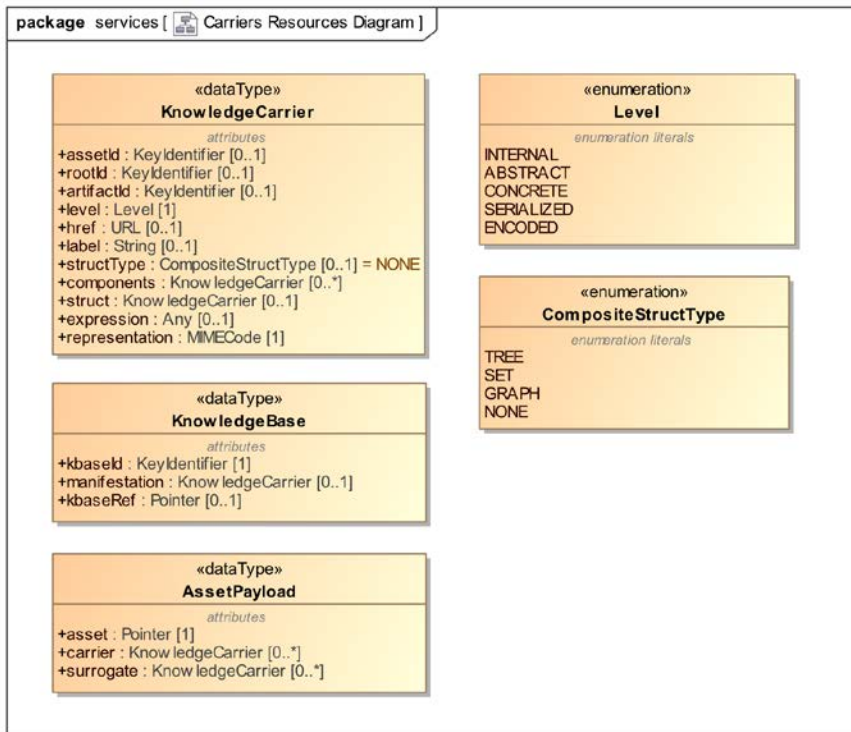 package services [ Carriers Resources Diagram ]
«dataType»
KnowledgeCarrier
attributes
+assetId : KeyIdentifier [0..1]
+rootId : KeyIdentifier [0..1]
+artifactId : KeyIdentifier [0..1]
+level : Level [1]
+href : URL [0..1]
+label : String [0..1]
+structType : CompositeStructType [0..1] = NONE
+components : KnowledgeCarrier [0..*]
+struct : KnowledgeCarrier [0..1]
+expression : Any [0..1]
+representation : MIMECode [1]
«dataType»
KnowledgeBase
attributes
+kbaseId : KeyIdentifier [1]
+manifestation : KnowledgeCarrier [0..1]
+kbaseRef : Pointer [0..1]
«dataType»
AssetPayload
attributes
+asset : Pointer [1]
+carrier : KnowledgeCarrier [0..*]
+surrogate : KnowledgeCarrier [0..*]
«enumeration»
Level
enumeration literals
INTERNAL
ABSTRACT
CONCRETE
SERIALIZED
ENCODED
«enumeration»
CompositeStructType
enumeration literals
TREE
SET
GRAPH
NONE